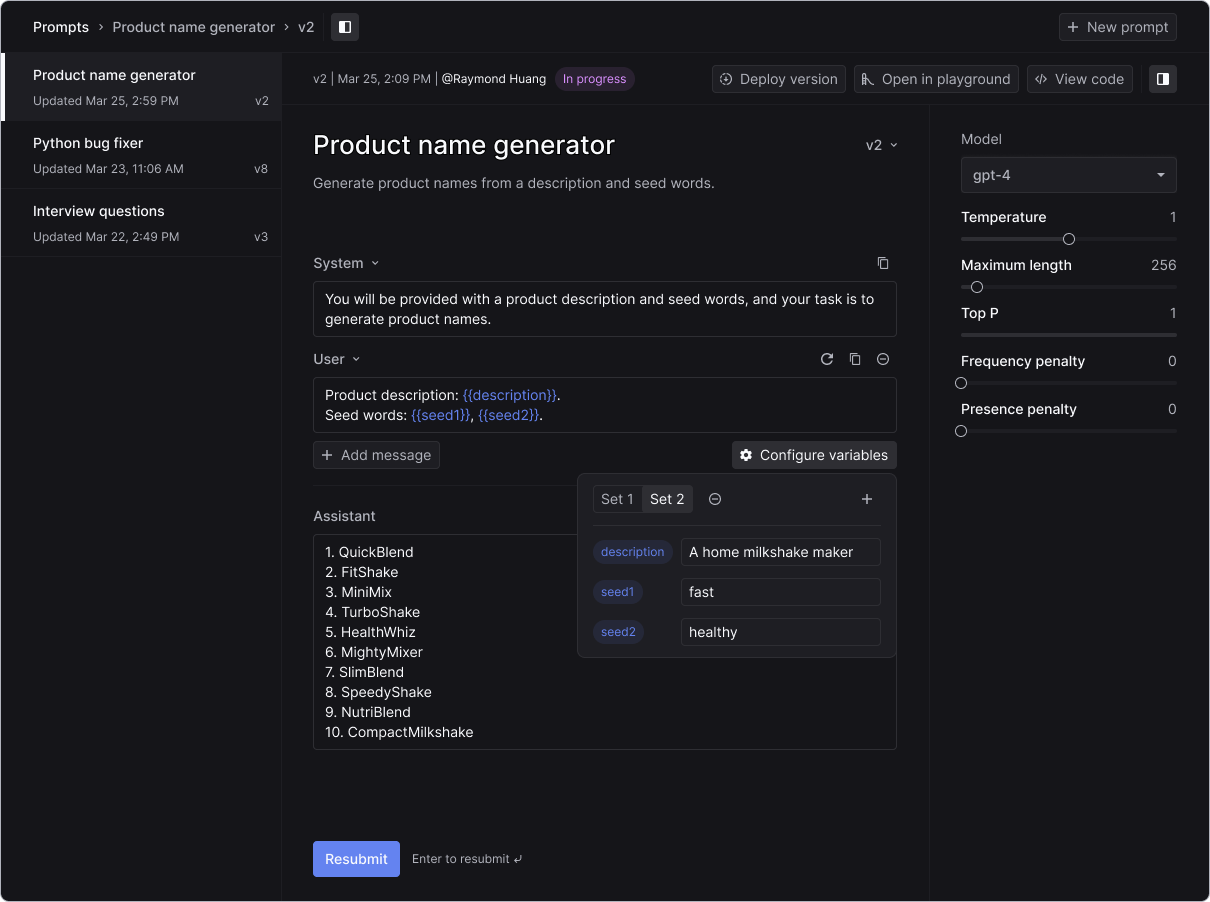 Prompts › Product name generator › v2
New prompt
Product name generator
Updated Mar 25, 2:59 PM v2
Python bug fixer
Updated Mar 23, 11:06 AM v8
Interview questions
Updated Mar 22, 2:49 PM v3
v2 | Mar 25, 2:09 PM | @Raymond Huang In progress
Deploy version
Open in playground
View code
Product name generator v2
Generate product names from a description and seed words.
System
You will be provided with a product description and seed words, and your task is to
generate product names.
User
Product description: {{description}}.
Seed words: {{seed1}}, {{seed2}}.
Add message
Configure variables
Set 1 Set 2
description A home milkshake maker
seed1 fast
seed2 healthy
Assistant
1. QuickBlend
2. FitShake
3. MiniMix
4. TurboShake
5. HealthWhiz
6. MightyMixer
7. SlimBlend
8. SpeedyShake
9. NutriBlend
10. CompactMilkshake
Resubmit Enter to resubmit ⤶
Model
gpt-4
Temperature 1
Maximum length 256
Top P 1
Frequency penalty 0
Presence penalty 0